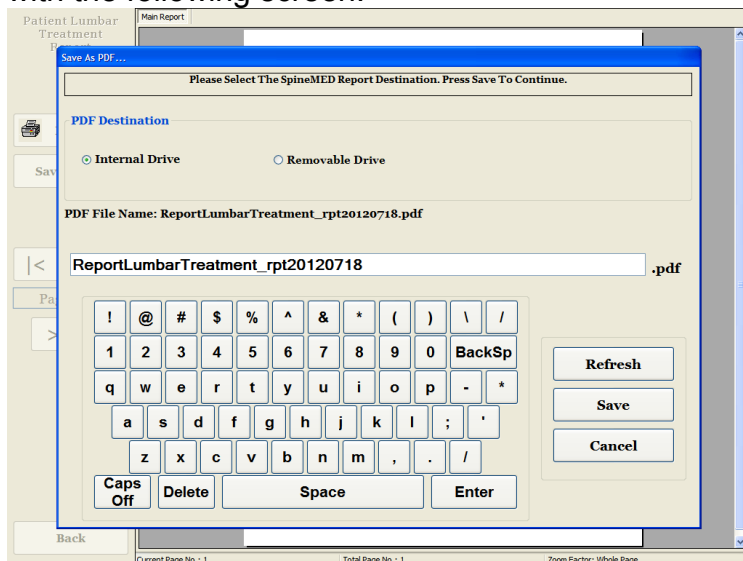 with the following screen:
Patient Lumbar
Treatment
Main Report
Save As PDF...
Please Select The SpineMED Report Destination. Press Save To Continue.
PDF Destination
Internal Drive
Removable Drive
Sav
PDF File Name: ReportLumbarTreatment_rpt20120718.pdf
|<
ReportLumbarTreatment_rpt20120718
.pdf
Pa
>
! @ # $ % ^ & * ( ) \ /
1 2 3 4 5 6 7 8 9 0 BackSp
q w e r t y u i o p - *
a s d f g h j k l ; '
z x c v b n m , . /
Caps Off Delete Space Enter
Refresh
Save
Cancel
Back
Current Page No.: 1
Total Page No.: 1
Zoom Factor: Whole Page